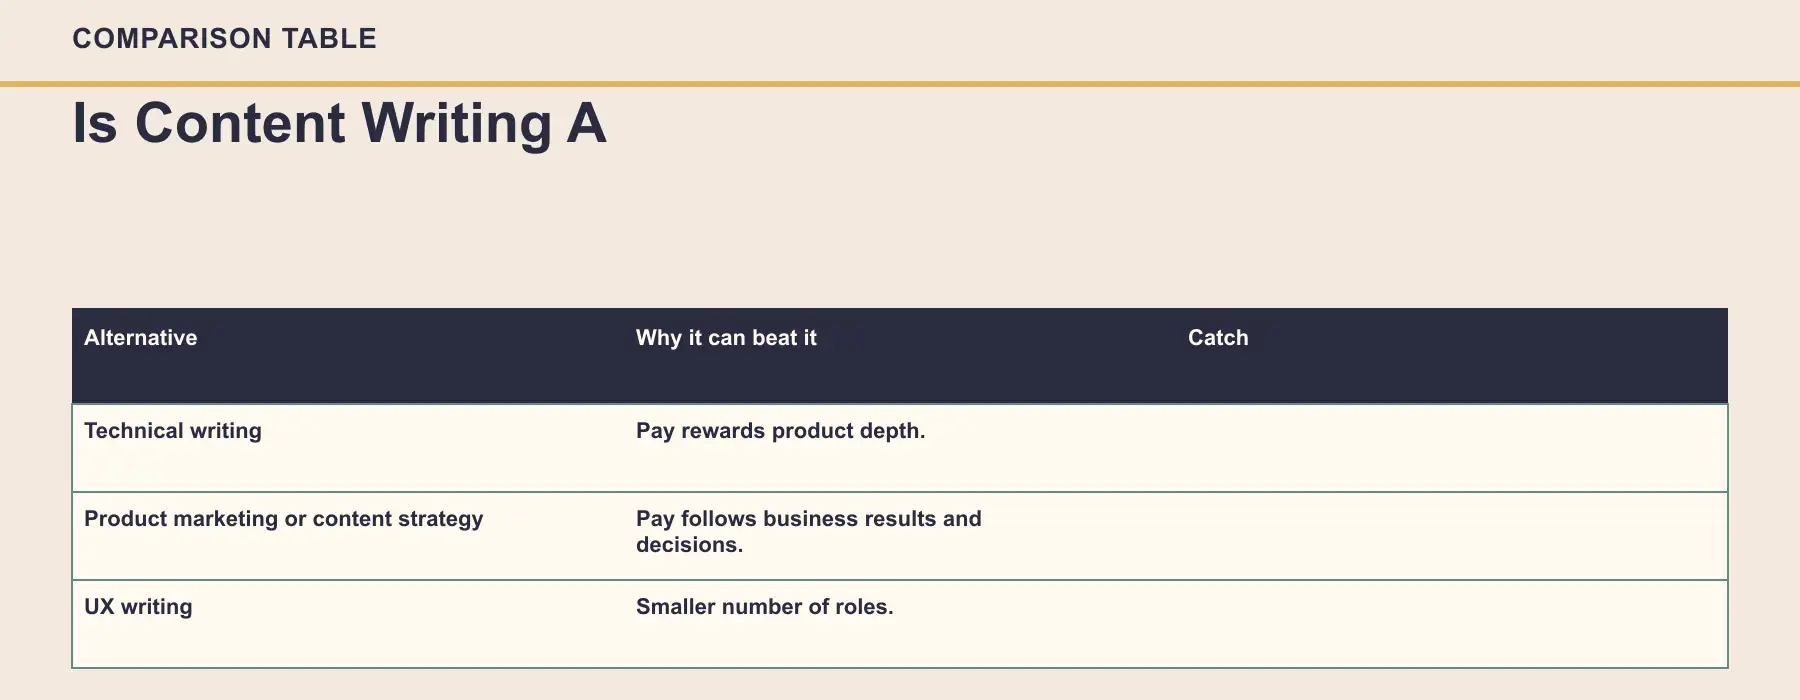 COMPARISON TABLE
Is Content Writing A
Alternative Why it can beat it Catch
Technical writing Pay rewards product depth.
Product marketing or content strategy Pay follows business results and
decisions.
UX writing Smaller number of roles.